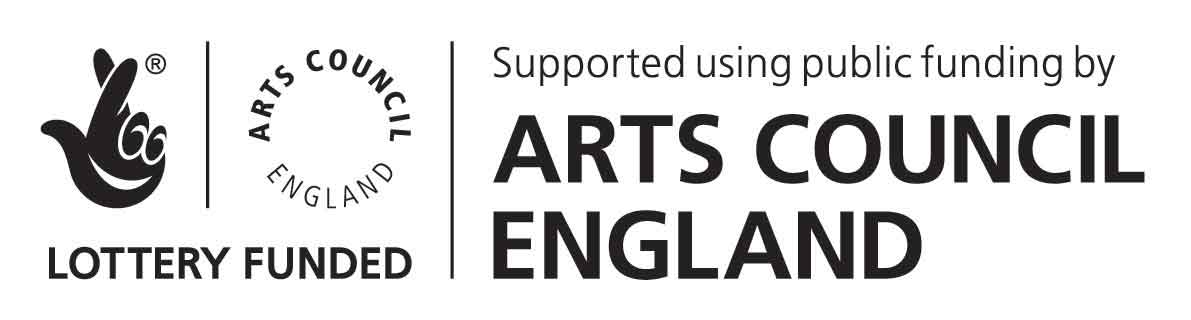 ®
ARTS COUNCIL
ENGLAND
LOTTERY FUNDED
Supported using public funding by
ARTS COUNCIL
ENGLAND